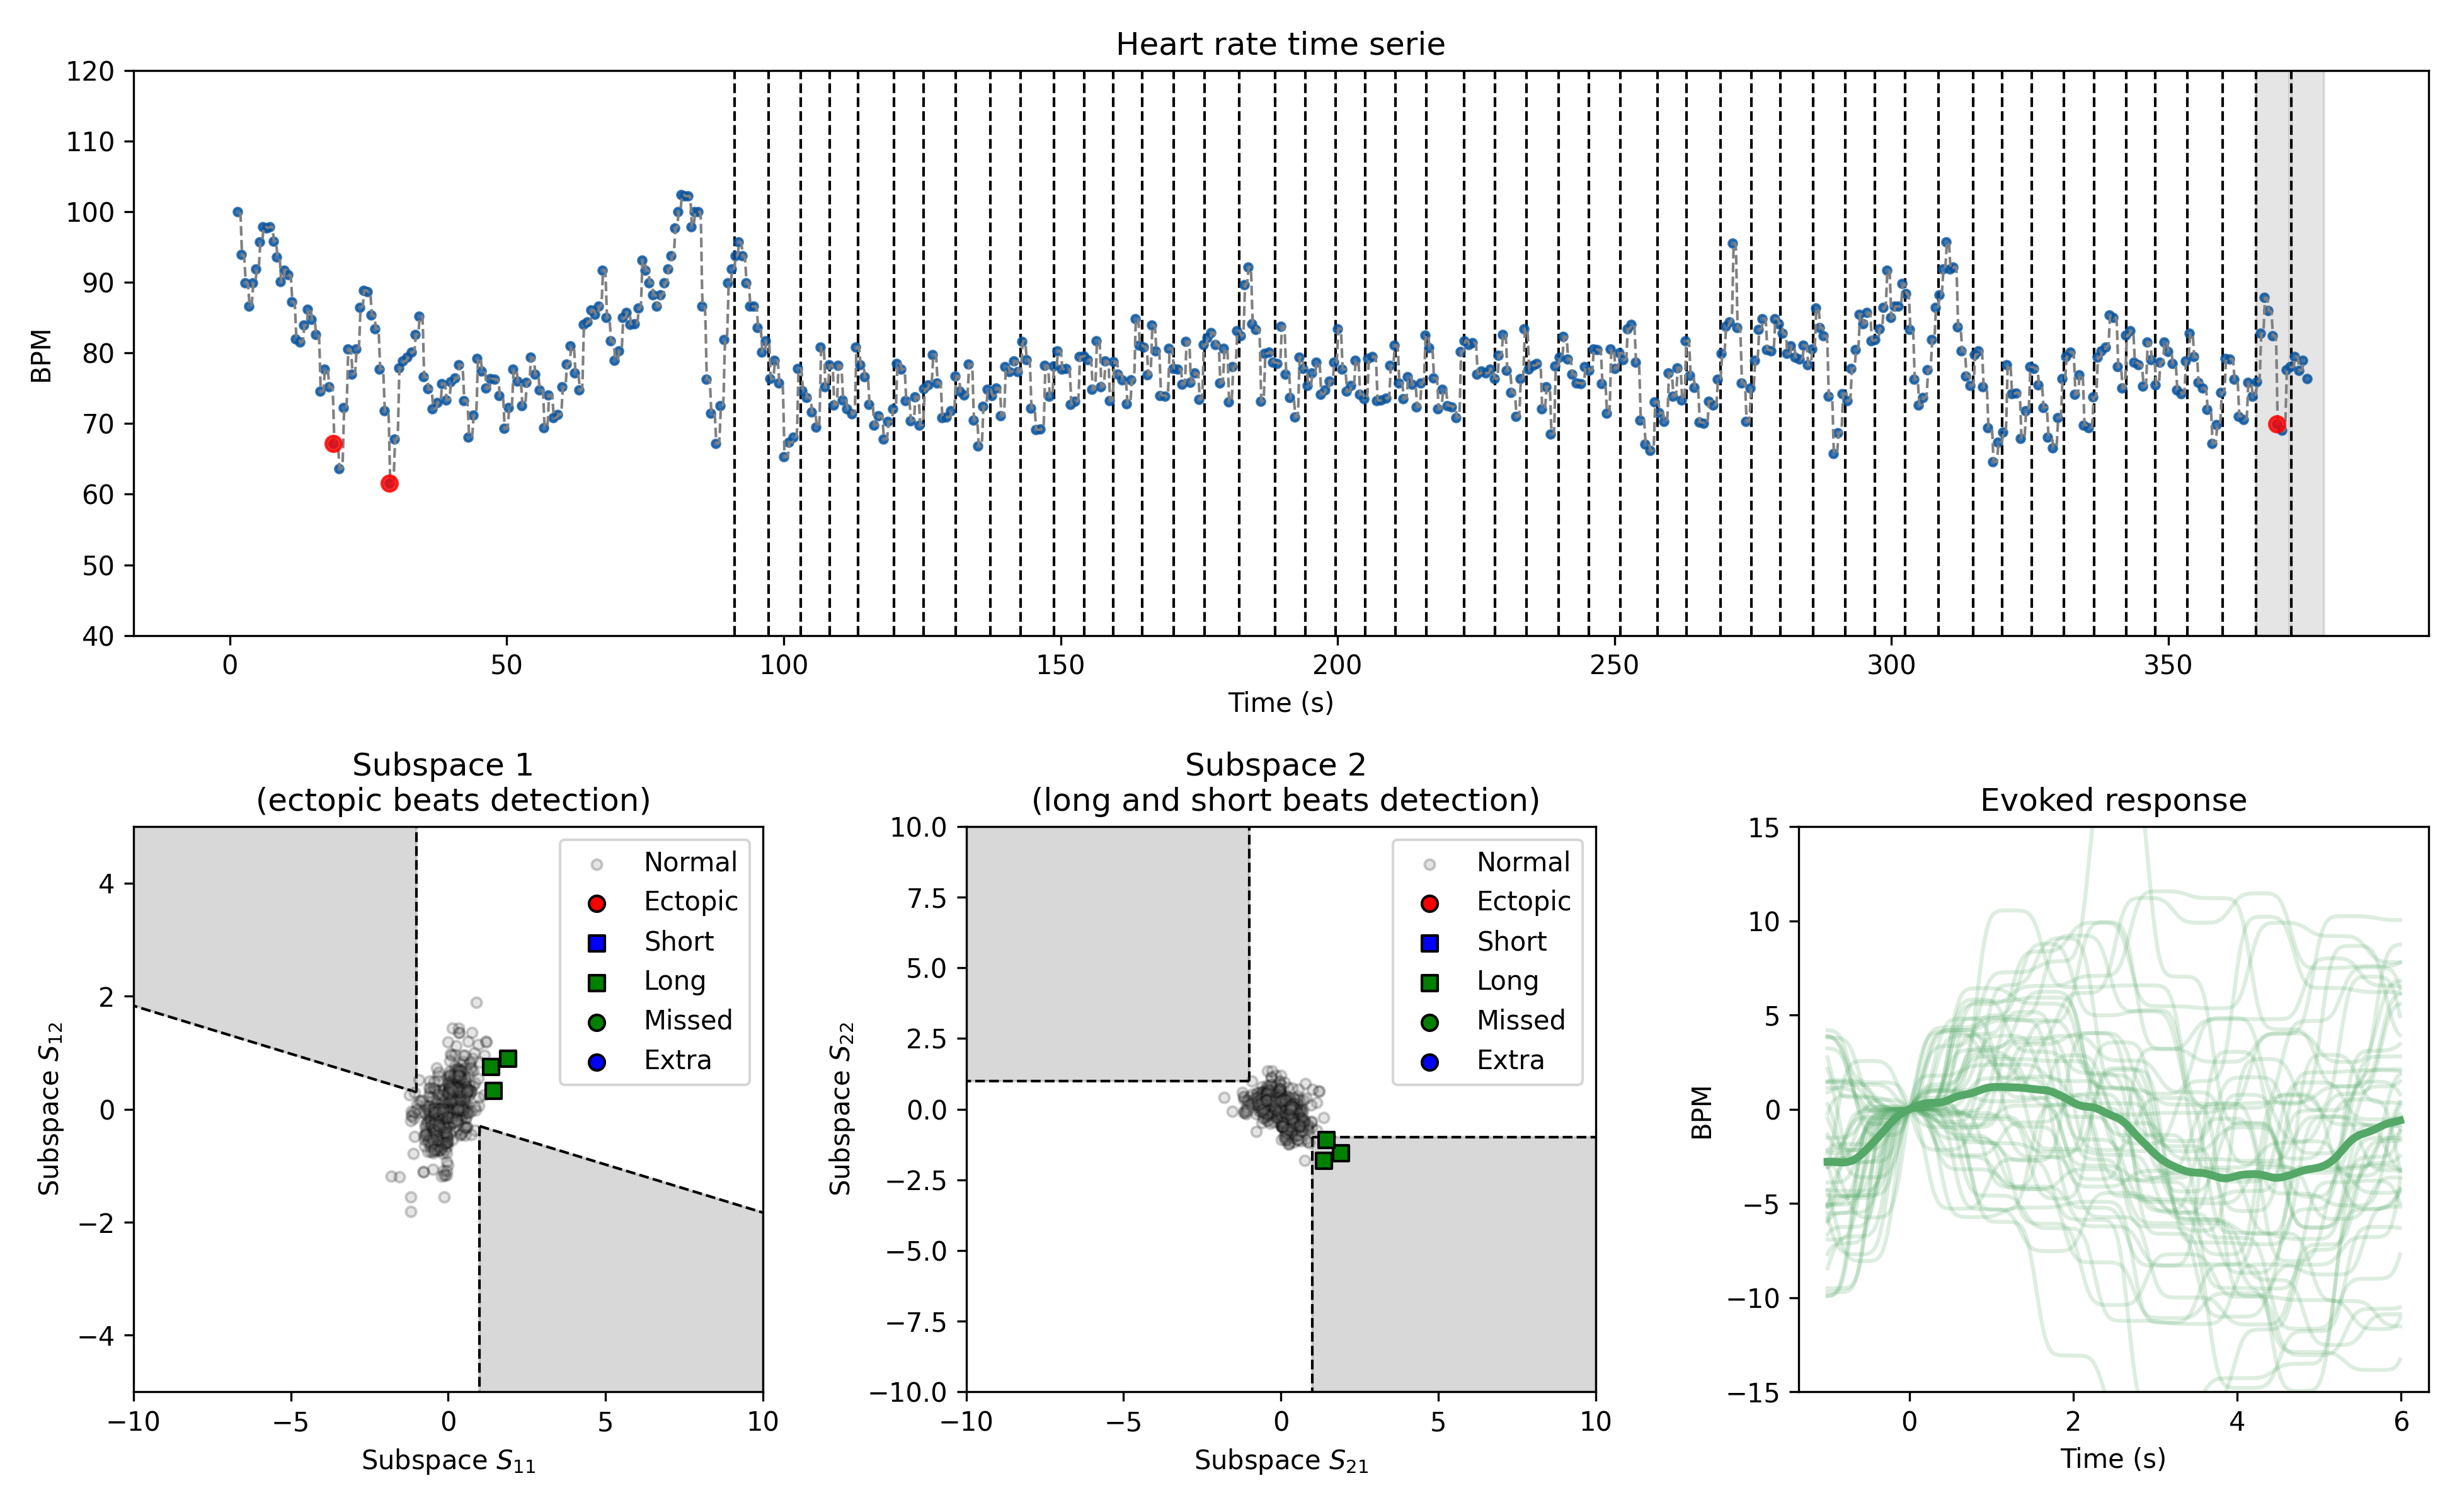 Heart rate time serie
120
110
100
90
80
70
60
50
40
BPM
0 50 100 150 200 250 300 350
Time (s)
Subspace 1
(ectopic beats detection)
4
2
0
−2
−4
Subspace S₁₂
−10 −5 0 5 10
Subspace S₁₁
Normal
Ectopic
Short
Long
Missed
Extra
Subspace 2
(long and short beats detection)
10.0
7.5
5.0
2.5
0.0
−2.5
−5.0
−7.5
−10.0
Subspace S₂₂
−10 −5 0 5 10
Subspace S₂₁
Normal
Ectopic
Short
Long
Missed
Extra
Evoked response
15
10
5
0
−5
−10
−15
BPM
0 2 4 6
Time (s)